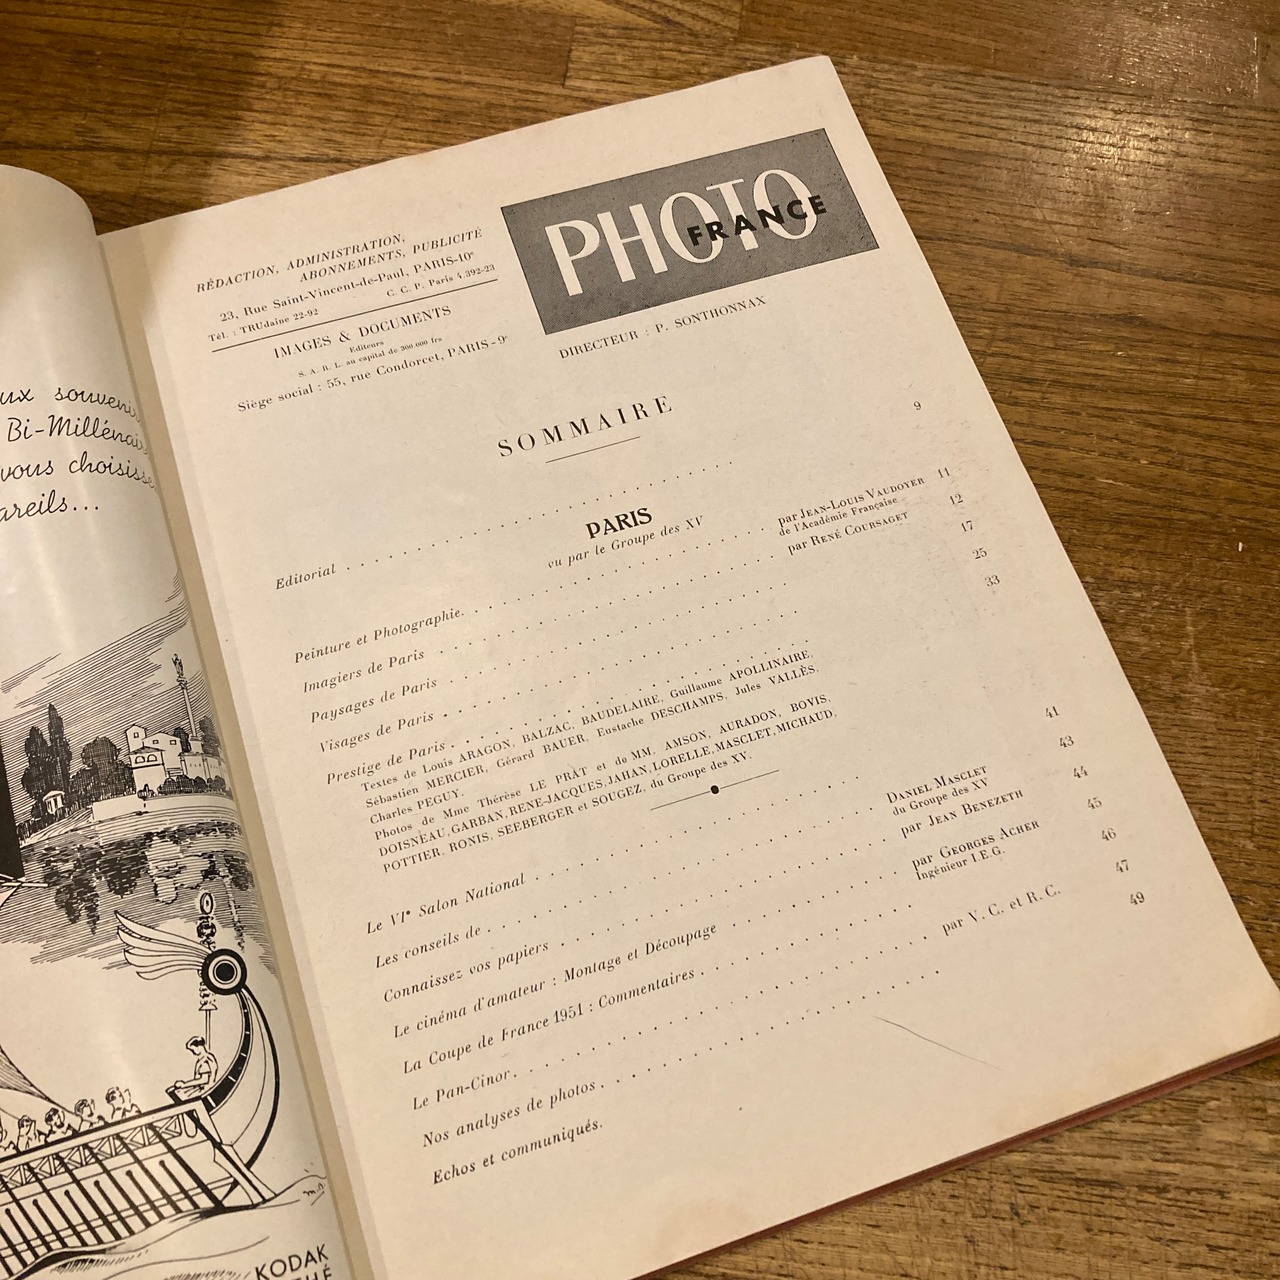 ux souvenirs
Bi-Millénai
vous choisisse
areils...
KODAK
PHOTO
FRANCE
DIRECTEUR : P. SONTHONNAX
RÉDACTION, ADMINISTRATION,
ABONNEMENTS, PUBLICITÉ
23, Rue Saint-Vincent-de-Paul, PARIS-10e
Tél. : TRUdaine 22-92
C. C. P. Paris 4.392-23
IMAGES & DOCUMENTS
Editeurs
S. A. R. L. au capital de 300.000 frs
Siège social : 55, rue Condorcet, PARIS-9e
SOMMAIRE
Editorial 9
PARIS
vu par le Groupe des XV
Peinture et Photographie par JEAN-LOUIS VAUDOYER 11
de l'Académie Française
Imagiers de Paris par RENÉ COURSAGET 12
Paysages de Paris 17
Visages de Paris 25
Prestige de Paris 33
Textes de Louis ARAGON, BALZAC, BAUDELAIRE, Guillaume APOLLINAIRE,
Sébastien MERCIER, Gérard BAUER, Eustache DESCHAMPS, Jules VALLÈS,
Charles PEGUY.
Photos de Mme Thérèse LE PRAT et de MM. AMSON, AURADON, BOVIS,
DOISNEAU, GARBAN, RENE-JACQUES, JAHAN, LORELLE, MASCLET, MICHAUD,
POTTIER, RONIS, SEEBERGER et SOUGEZ, du Groupe des XV.
Le VIe Salon National 41
Les conseils de DANIEL MASCLET 43
du Groupe des XV
Connaissez vos papiers par JEAN BENEZETH 44
Le cinéma d'amateur : Montage et Découpage par GEORGES ACHER 45
Ingénieur I.E.G.
La Coupe de France 1951 : Commentaires 46
Le Pan-Cinor 47
Nos analyses de photos par V. C. et R. C. 49
Echos et communiqués.